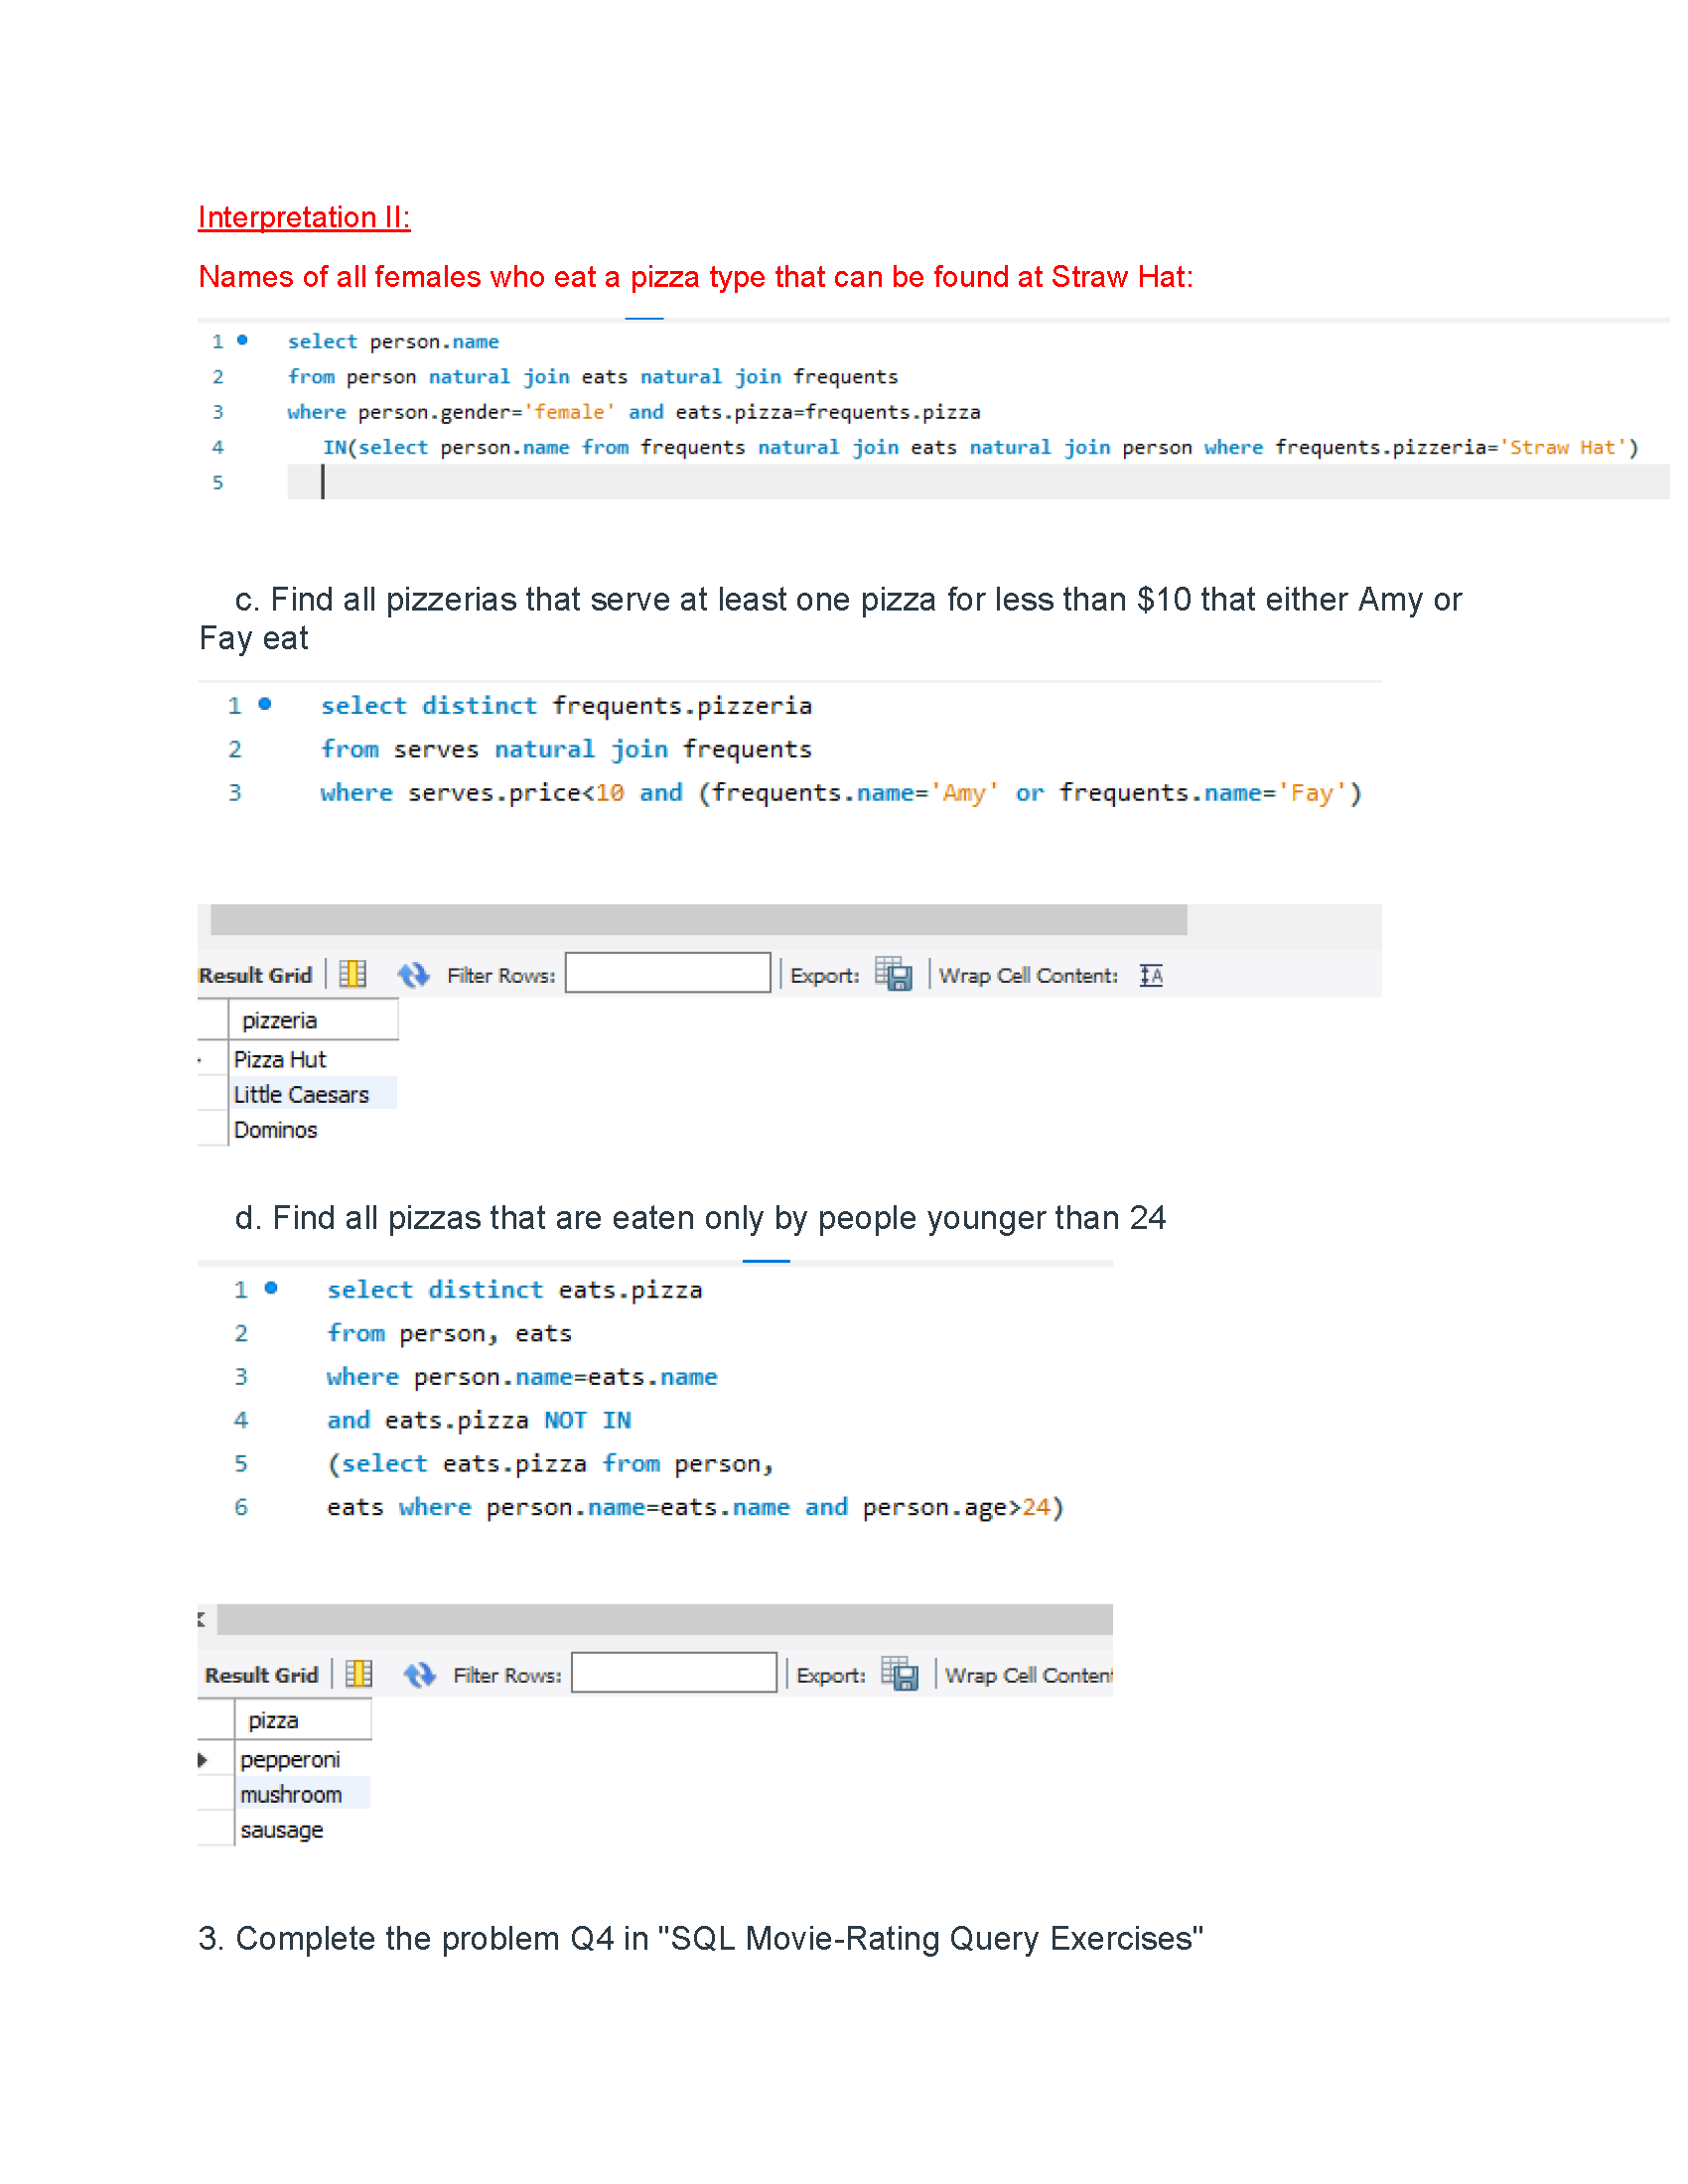 Interpretation II:
Names of all females who eat a pizza type that can be found at Straw Hat:
1 select person.name
2 from person natural join eats natural join frequents
3 where person.gender='female' and eats.pizza=frequents.pizza
4 IN(select person.name from frequents natural join eats natural join person where frequents.pizzeria='Straw Hat')
5
c. Find all pizzerias that serve at least one pizza for less than $10 that either Amy or
Fay eat
1 select distinct frequents.pizzeria
2 from serves natural join frequents
3 where serves.price<10 and (frequents.name='Amy' or frequents.name='Fay')
Result Grid Filter Rows: Export: Wrap Cell Content:
pizzeria
Pizza Hut
Little Caesars
Dominos
d. Find all pizzas that are eaten only by people younger than 24
1 select distinct eats.pizza
2 from person, eats
3 where person.name=eats.name
4 and eats.pizza NOT IN
5 (select eats.pizza from person,
6 eats where person.name=eats.name and person.age>24)
Result Grid Filter Rows: Export: Wrap Cell Content
pizza
pepperoni
mushroom
sausage
3. Complete the problem Q4 in "SQL Movie-Rating Query Exercises"